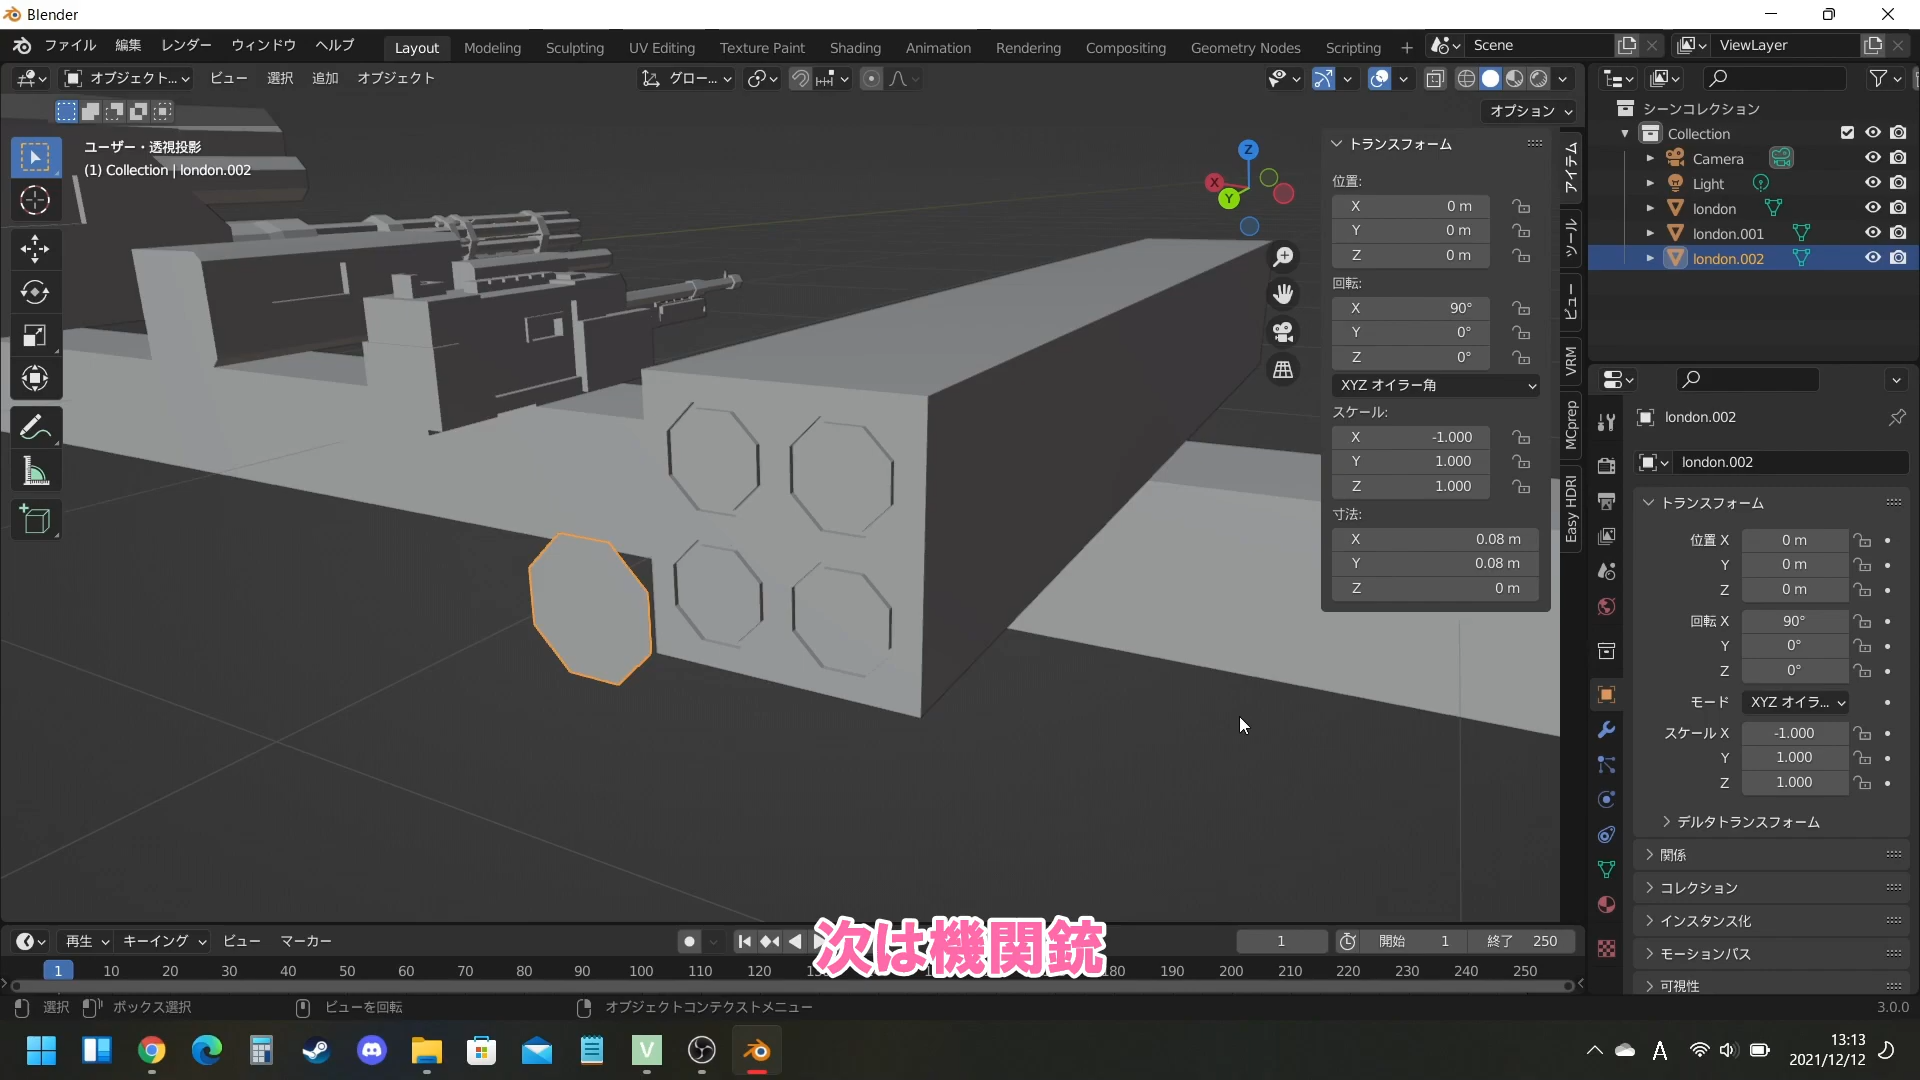 Blender
ファイル 編集 レンダー ウィンドウ ヘルプ Layout Modeling Sculpting UV Editing Texture Paint Shading Animation Rendering Compositing Geometry Nodes Scripting + Scene ViewLayer
オブジェクト... ビュー 選択 追加 オブジェクト グロー...
オプション
ユーザー・透視投影
(1) Collection | london.002
Z
X
Y
トランスフォーム
位置:
X 0 m
Y 0 m
Z 0 m
回転:
X 90°
Y 0°
Z 0°
XYZ オイラー角
スケール:
X -1.000
Y 1.000
Z 1.000
寸法:
X 0.08 m
Y 0.08 m
Z 0 m
アイテム
ツール
ビュー
VRM
MCprep
Easy HDRI
シーンコレクション
Collection
Camera
Light
london
london.001
london.002
london.002
london.002
トランスフォーム
位置 X 0 m
Y 0 m
Z 0 m
回転 X 90°
Y 0°
Z 0°
モード XYZ オイラ...
スケール X -1.000
Y 1.000
Z 1.000
デルタトランスフォーム
関係
コレクション
インスタンス化
モーションパス
可視性
再生 キーイング ビュー マーカー 1 開始 1 終了 250
次は機関銃
1 10 20 30 40 50 60 70 80 90 100 110 120 180 190 200 210 220 230 240 250
選択 ボックス選択 ビューを回転 オブジェクトコンテクストメニュー 3.0.0
A 13:13
2021/12/12